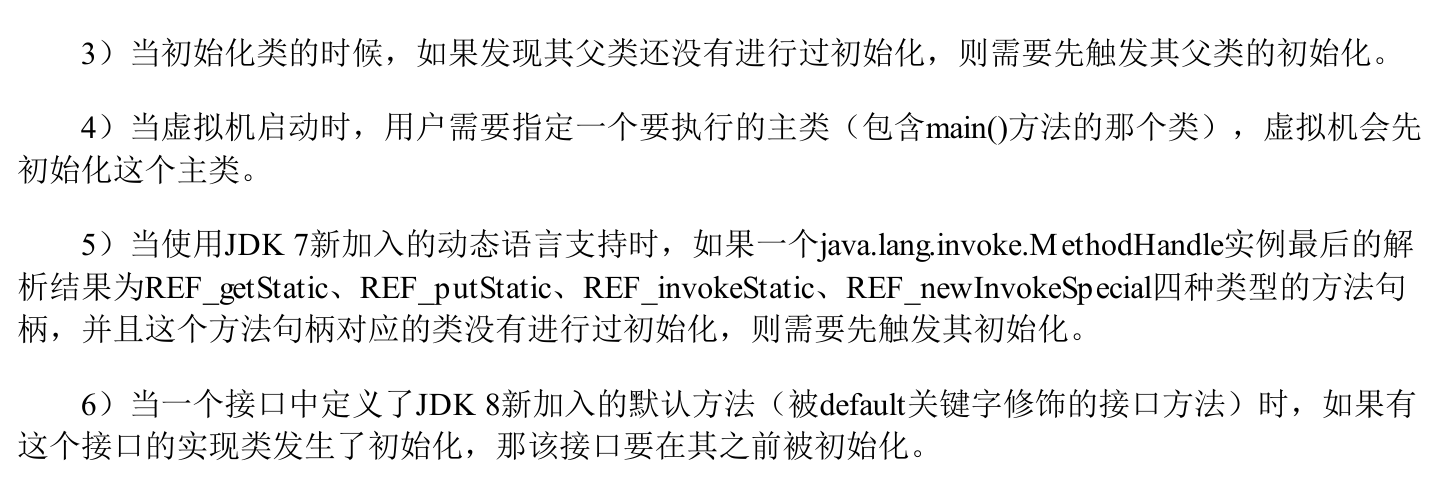 3）当初始化类的时候，如果发现其父类还没有进行过初始化，则需要先触发其父类的初始化。
4）当虚拟机启动时，用户需要指定一个要执行的主类（包含main()方法的那个类），虚拟机会先
初始化这个主类。
5）当使用JDK 7新加入的动态语言支持时，如果一个java.lang.invoke.MethodHandle实例最后的解
析结果为REF_getStatic、REF_putStatic、REF_invokeStatic、REF_newInvokeSpecial四种类型的方法句
柄，并且这个方法句柄对应的类没有进行过初始化，则需要先触发其初始化。
6）当一个接口中定义了JDK 8新加入的默认方法（被default关键字修饰的接口方法）时，如果有
这个接口的实现类发生了初始化，那该接口要在其之前被初始化。